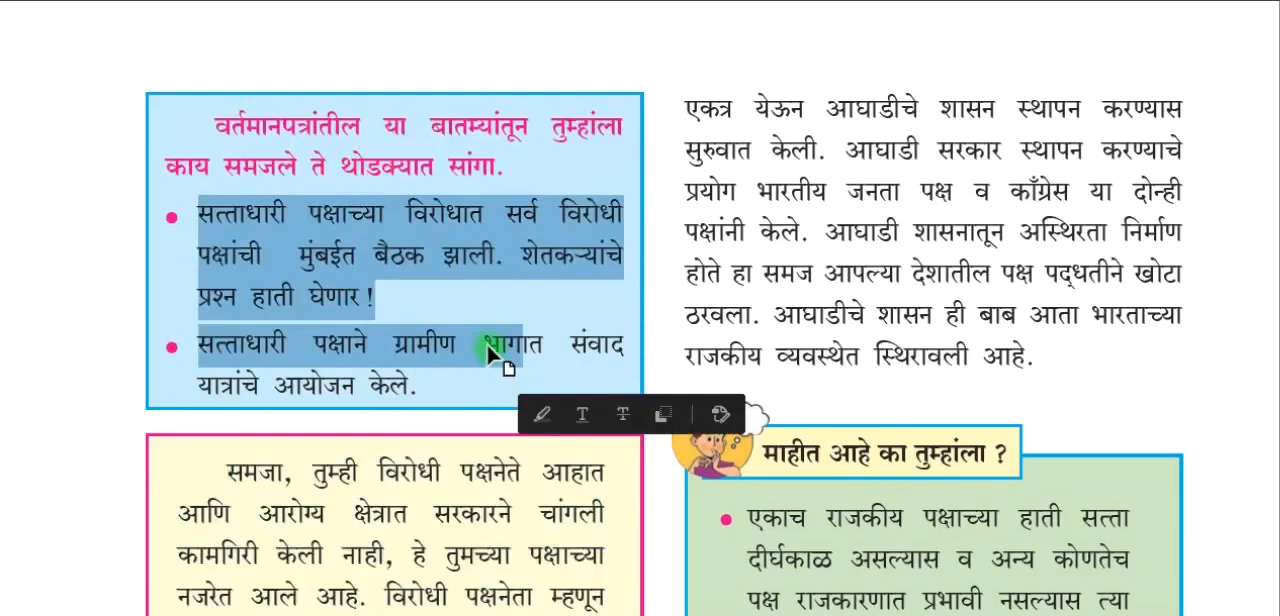 वर्तमानपत्रांतील या बातम्यांतून तुम्हांला
काय समजले ते थोडक्यात सांगा.
• सत्ताधारी पक्षाच्या विरोधात सर्व विरोधी
पक्षांची मुंबईत बैठक झाली. शेतकऱ्यांचे
प्रश्न हाती घेणार!
• सत्ताधारी पक्षाने ग्रामीण भागात संवाद
यात्रांचे आयोजन केले.
समजा, तुम्ही विरोधी पक्षनेते आहात
आणि आरोग्य क्षेत्रात सरकारने चांगली
कामगिरी केली नाही, हे तुमच्या पक्षाच्या
नजरेत आले आहे. विरोधी पक्षनेता म्हणून
एकत्र येऊन आघाडीचे शासन स्थापन करण्यास
सुरुवात केली. आघाडी सरकार स्थापन करण्याचे
प्रयोग भारतीय जनता पक्ष व काँग्रेस या दोन्ही
पक्षांनी केले. आघाडी शासनातून अस्थिरता निर्माण
होते हा समज आपल्या देशातील पक्ष पद्धतीने खोटा
ठरवला. आघाडीचे शासन ही बाब आता भारताच्या
राजकीय व्यवस्थेत स्थिरावली आहे.
माहीत आहे का तुम्हांला ?
• एकाच राजकीय पक्षाच्या हाती सत्ता
दीर्घकाळ असल्यास व अन्य कोणतेच
पक्ष राजकारणात प्रभावी नसल्यास त्या